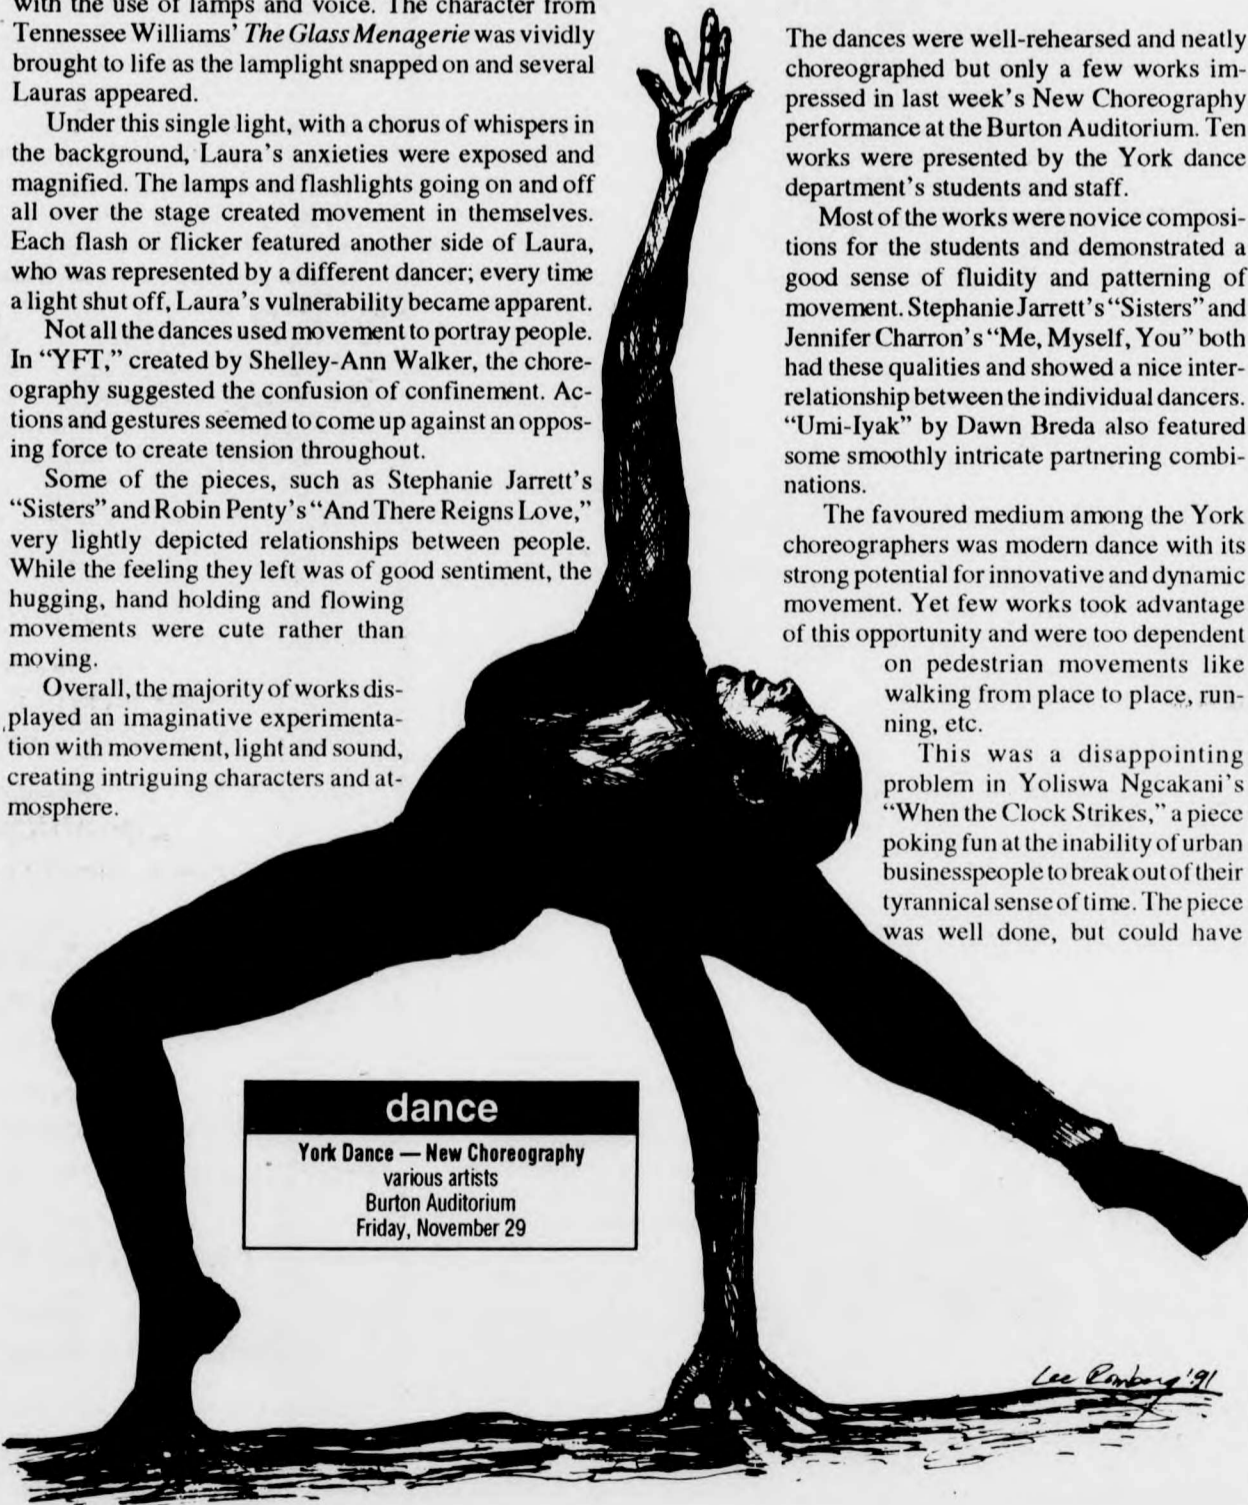 with the use of lamps and voice. The character from
Tennessee Williams' The Glass Menagerie was vividly
brought to life as the lamplight snapped on and several
Lauras appeared.
Under this single light, with a chorus of whispers in
the background, Laura's anxieties were exposed and
magnified. The lamps and flashlights going on and off
all over the stage created movement in themselves.
Each flash or flicker featured another side of Laura,
who was represented by a different dancer; every time
a light shut off, Laura's vulnerability became apparent.
Not all the dances used movement to portray people.
In “YFT,” created by Shelley-Ann Walker, the chore-
ography suggested the confusion of confinement. Ac-
tions and gestures seemed to come up against an oppos-
ing force to create tension throughout.
Some of the pieces, such as Stephanie Jarrett's
“Sisters” and Robin Penty's “And There Reigns Love,”
very lightly depicted relationships between people.
While the feeling they left was of good sentiment, the
hugging, hand holding and flowing
movements were cute rather than
moving.
Overall, the majority of works dis-
played an imaginative experimenta-
tion with movement, light and sound,
creating intriguing characters and at-
mosphere.
The dances were well-rehearsed and neatly
choreographed but only a few works im-
pressed in last week's New Choreography
performance at the Burton Auditorium. Ten
works were presented by the York dance
department's students and staff.
Most of the works were novice composi-
tions for the students and demonstrated a
good sense of fluidity and patterning of
movement. Stephanie Jarrett's “Sisters” and
Jennifer Charron's “Me, Myself, You” both
had these qualities and showed a nice inter-
relationship between the individual dancers.
“Umi-Iyak” by Dawn Breda also featured
some smoothly intricate partnering combi-
nations.
The favoured medium among the York
choreographers was modern dance with its
strong potential for innovative and dynamic
movement. Yet few works took advantage
of this opportunity and were too dependent
on pedestrian movements like
walking from place to place, run-
ning, etc.
This was a disappointing
problem in Yoliswa Ngcakani's
“When the Clock Strikes,” a piece
poking fun at the inability of urban
businesspeople to break out of their
tyrannical sense of time. The piece
was well done, but could have
dance
York Dance — New Choreography
various artists
Burton Auditorium
Friday, November 29
Lee Romberg '91